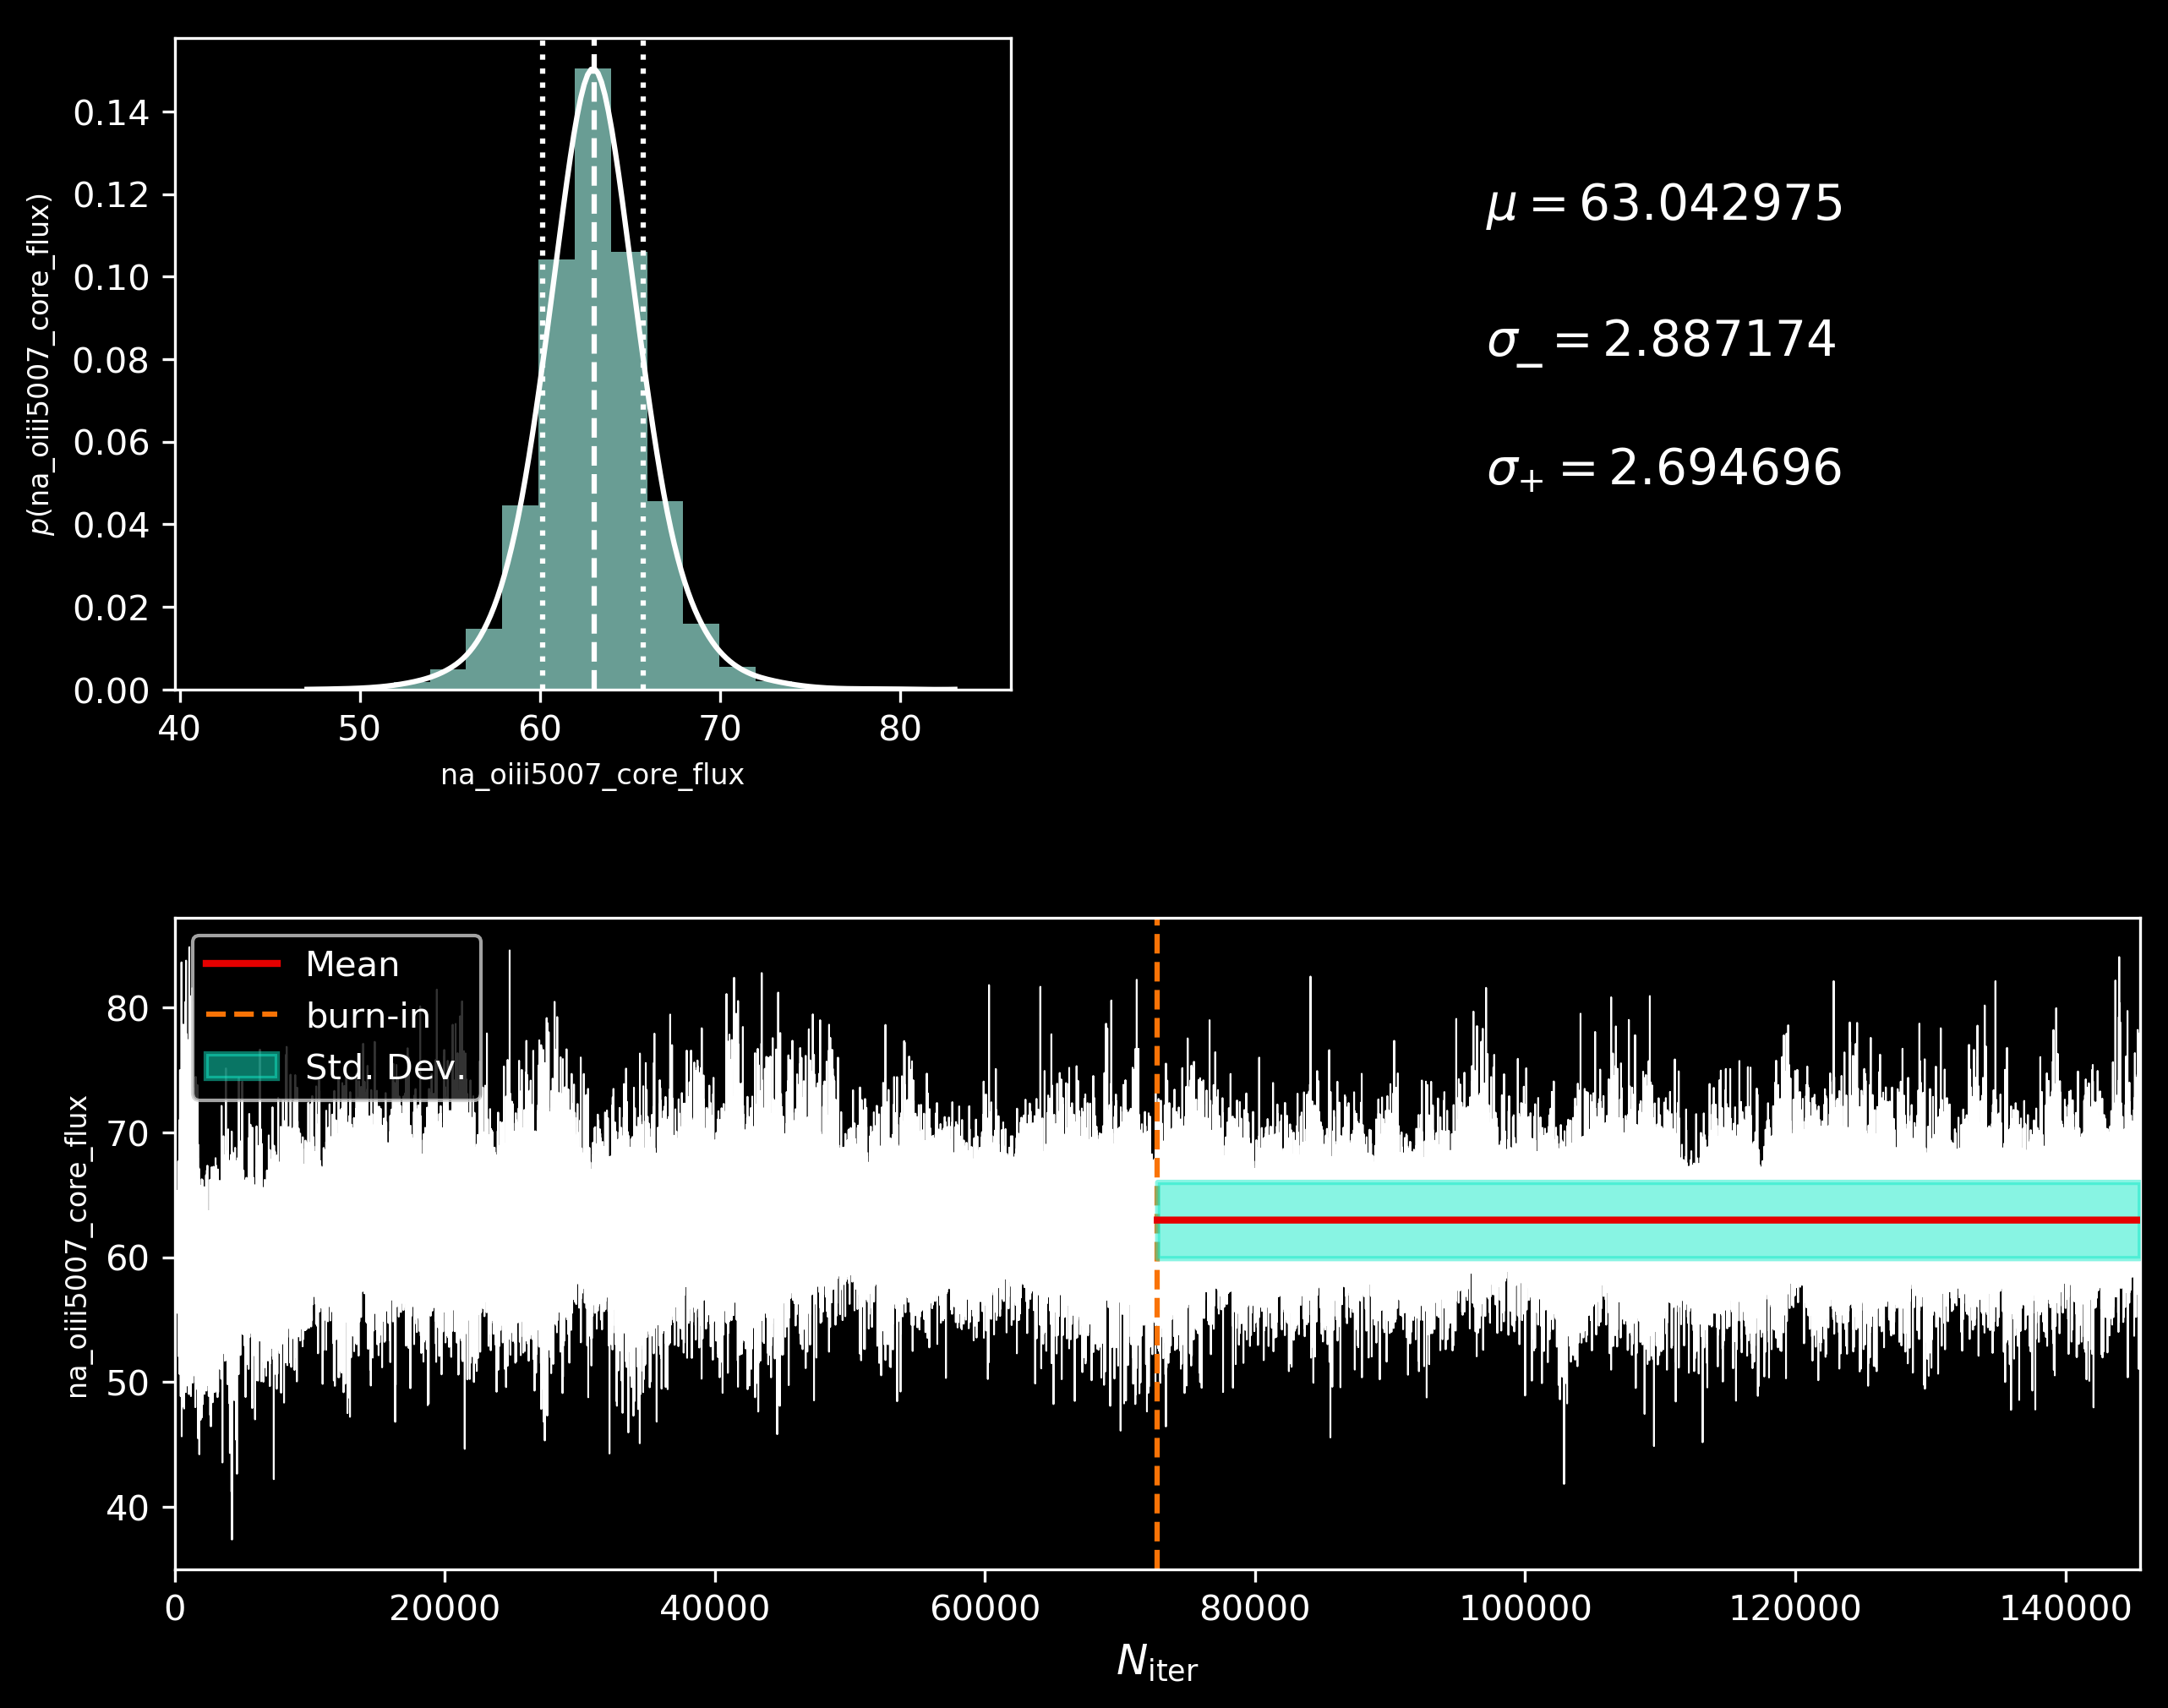 p(na_oiii5007_core_flux)
0.14
0.12
0.10
0.08
0.06
0.04
0.02
0.00
40 50 60 70 80
na_oiii5007_core_flux
μ = 63.042975
σ_ = 2.887174
σ+ = 2.694696
na_oiii5007_core_flux
80
70
60
50
40
Mean
burn-in
Std. Dev.
0 20000 40000 60000 80000 100000 120000 140000
Niter